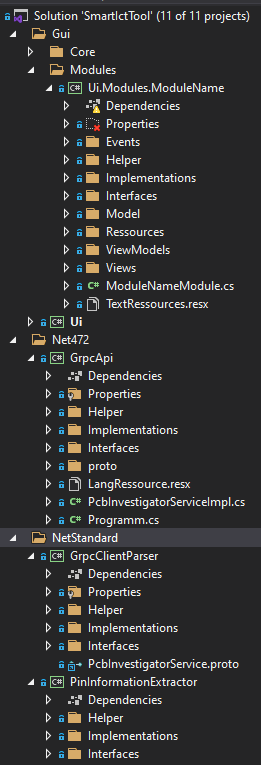 Solution 'SmartIctTool' (11 of 11 projects)
Gui
Core
Modules
C# Ui.Modules.ModuleName
Dependencies
Properties
Events
Helper
Implementations
Interfaces
Model
Ressources
ViewModels
Views
C# ModuleNameModule.cs
TextRessources.resx
C# Ui
Net472
C# GrpcApi
Dependencies
Properties
Helper
Implementations
Interfaces
proto
LangRessource.resx
C# PcbInvestigatorServiceImpl.cs
C# Programm.cs
NetStandard
C# GrpcClientParser
Dependencies
Properties
Helper
Implementations
Interfaces
PcbInvestigatorService.proto
C# PinInformationExtractor
Dependencies
Helper
Implementations
Interfaces